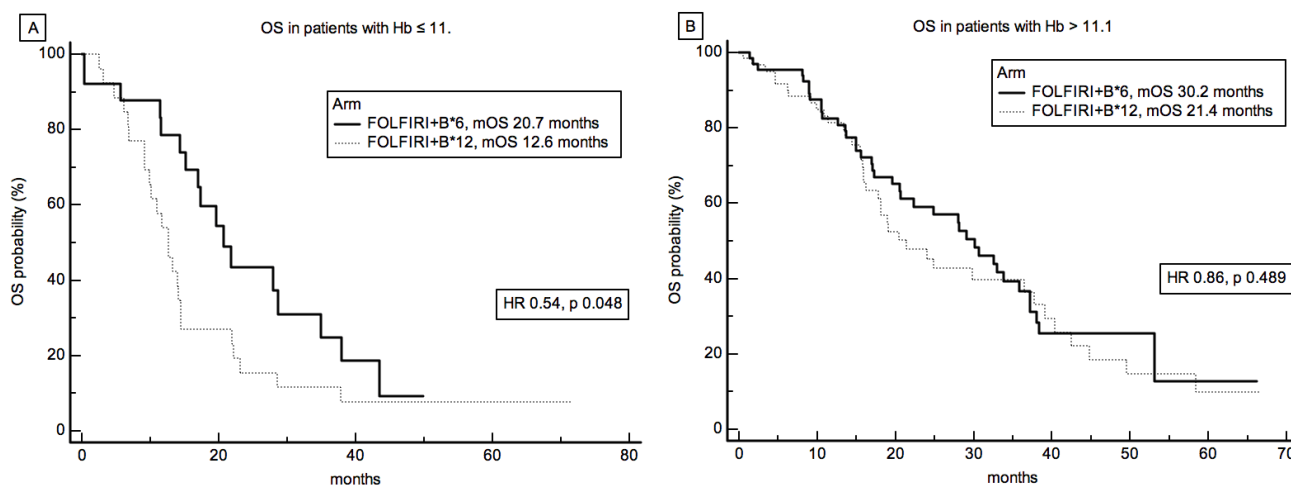 A
OS in patients with Hb ≤ 11.
100
80
60
40
20
0
OS probability (%)
Arm
FOLFIRI+B*6, mOS 20.7 months
FOLFIRI+B*12, mOS 12.6 months
HR 0.54, p 0.048
0 20 40 60 80
months
B
OS in patients with Hb > 11.1
100
80
60
40
20
0
OS probability (%)
Arm
FOLFIRI+B*6, mOS 30.2 months
FOLFIRI+B*12, mOS 21.4 months
HR 0.86, p 0.489
0 10 20 30 40 50 60 70
months